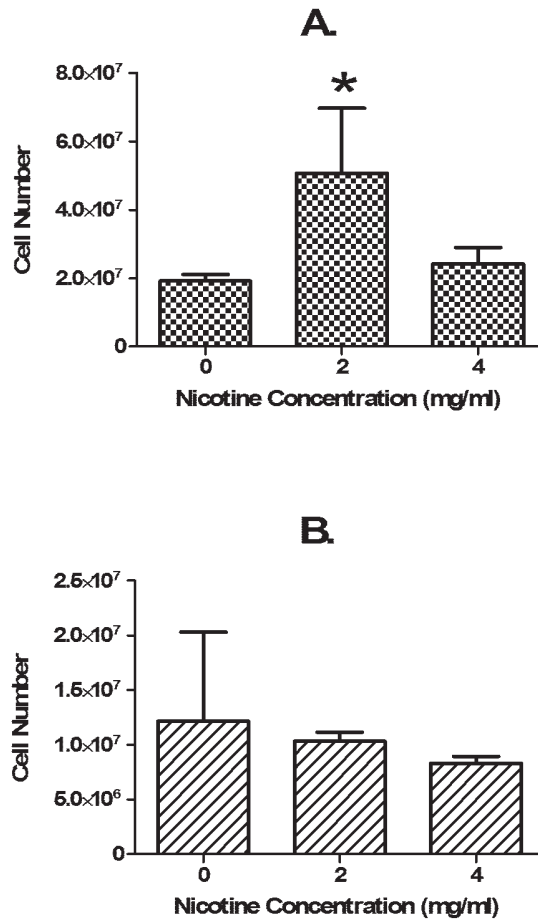 A.
8.0×10⁷
6.0×10⁷
4.0×10⁷
2.0×10⁷
0
Cell Number
*
0 2 4
Nicotine Concentration (mg/ml)
B.
2.5×10⁷
2.0×10⁷
1.5×10⁷
1.0×10⁷
5.0×10⁶
0
Cell Number
0 2 4
Nicotine Concentration (mg/ml)